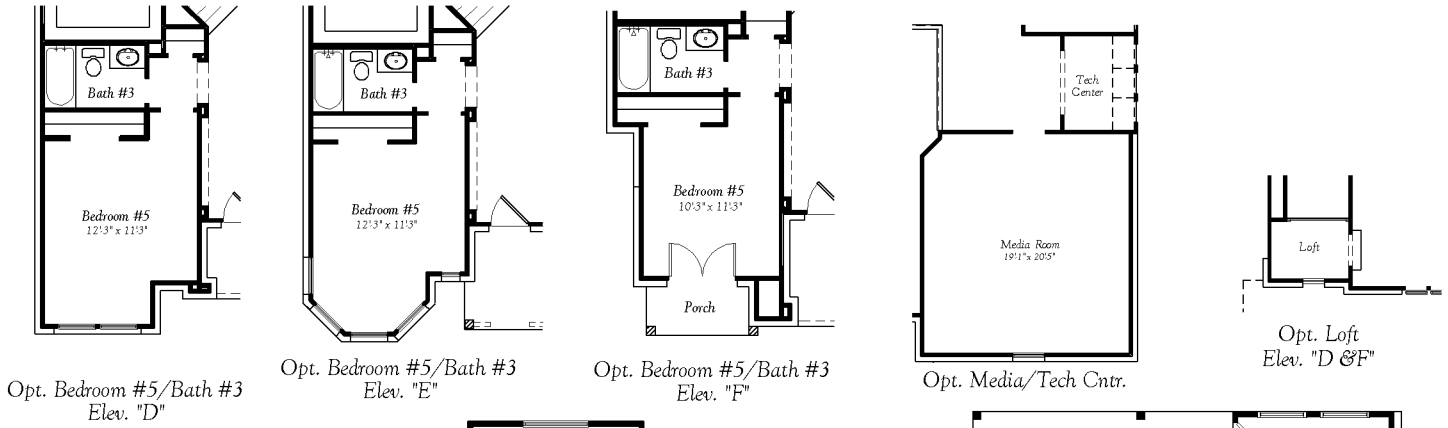 Bath #3
Bedroom #5
12'-3" x 11'-3"
Opt. Bedroom #5/Bath #3
Elev. "D"
Bath #3
Bedroom #5
12'-3" x 11'-3"
Opt. Bedroom #5/Bath #3
Elev. "E"
Bath #3
Bedroom #5
10'-3" x 11'-3"
Porch
Opt. Bedroom #5/Bath #3
Elev. "F"
Tech
Center
Media Room
19'-1" x 20'-5"
Opt. Media/Tech Cntr.
Loft
Opt. Loft
Elev. "D &F"